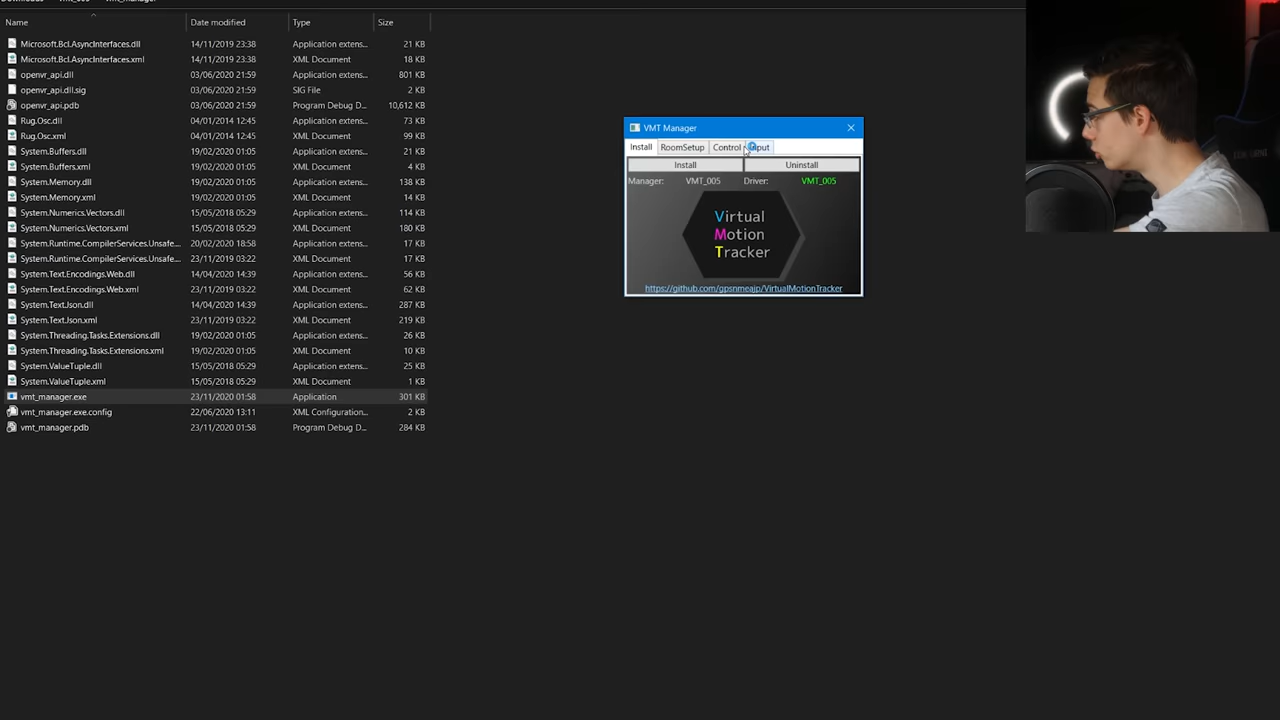 vmt_manager
Name Date modified Type Size
Microsoft.Bcl.AsyncInterfaces.dll 14/11/2019 23:38 Application extens... 21 KB
Microsoft.Bcl.AsyncInterfaces.xml 14/11/2019 23:38 XML Document 18 KB
openvr_api.dll 03/06/2020 21:59 Application extens... 801 KB
openvr_api.dll.sig 03/06/2020 21:59 SIG File 2 KB
openvr_api.pdb 03/06/2020 21:59 Program Debug D... 10,612 KB
Rug.Osc.dll 04/01/2014 12:45 Application extens... 73 KB
Rug.Osc.xml 04/01/2014 12:45 XML Document 99 KB
System.Buffers.dll 19/02/2020 01:05 Application extens... 21 KB
System.Buffers.xml 19/02/2020 01:05 XML Document 4 KB
System.Memory.dll 19/02/2020 01:05 Application extens... 138 KB
System.Memory.xml 19/02/2020 01:05 XML Document 14 KB
System.Numerics.Vectors.dll 15/05/2018 05:29 Application extens... 114 KB
System.Numerics.Vectors.xml 15/05/2018 05:29 XML Document 180 KB
System.Runtime.CompilerServices.Unsafe.... 20/02/2020 18:58 Application extens... 17 KB
System.Runtime.CompilerServices.Unsafe.... 23/11/2019 03:22 XML Document 17 KB
System.Text.Encodings.Web.dll 14/04/2020 14:39 Application extens... 56 KB
System.Text.Encodings.Web.xml 23/11/2019 03:22 XML Document 62 KB
System.Text.Json.dll 14/04/2020 14:39 Application extens... 287 KB
System.Text.Json.xml 23/11/2019 03:22 XML Document 219 KB
System.Threading.Tasks.Extensions.dll 19/02/2020 01:05 Application extens... 26 KB
System.Threading.Tasks.Extensions.xml 19/02/2020 01:05 XML Document 10 KB
System.ValueTuple.dll 15/05/2018 05:29 Application extens... 25 KB
System.ValueTuple.xml 15/05/2018 05:29 XML Document 1 KB
vmt_manager.exe 23/11/2020 01:58 Application 301 KB
vmt_manager.exe.config 22/06/2020 13:11 XML Configuration... 2 KB
vmt_manager.pdb 23/11/2020 01:58 Program Debug D... 284 KB
VMT Manager
Install RoomSetup Control
Install Uninstall
Manager: VMT_005 Driver: VMT_005
Virtual
Motion
Tracker
https://github.com/gpsnmeajp/VirtualMotionTracker